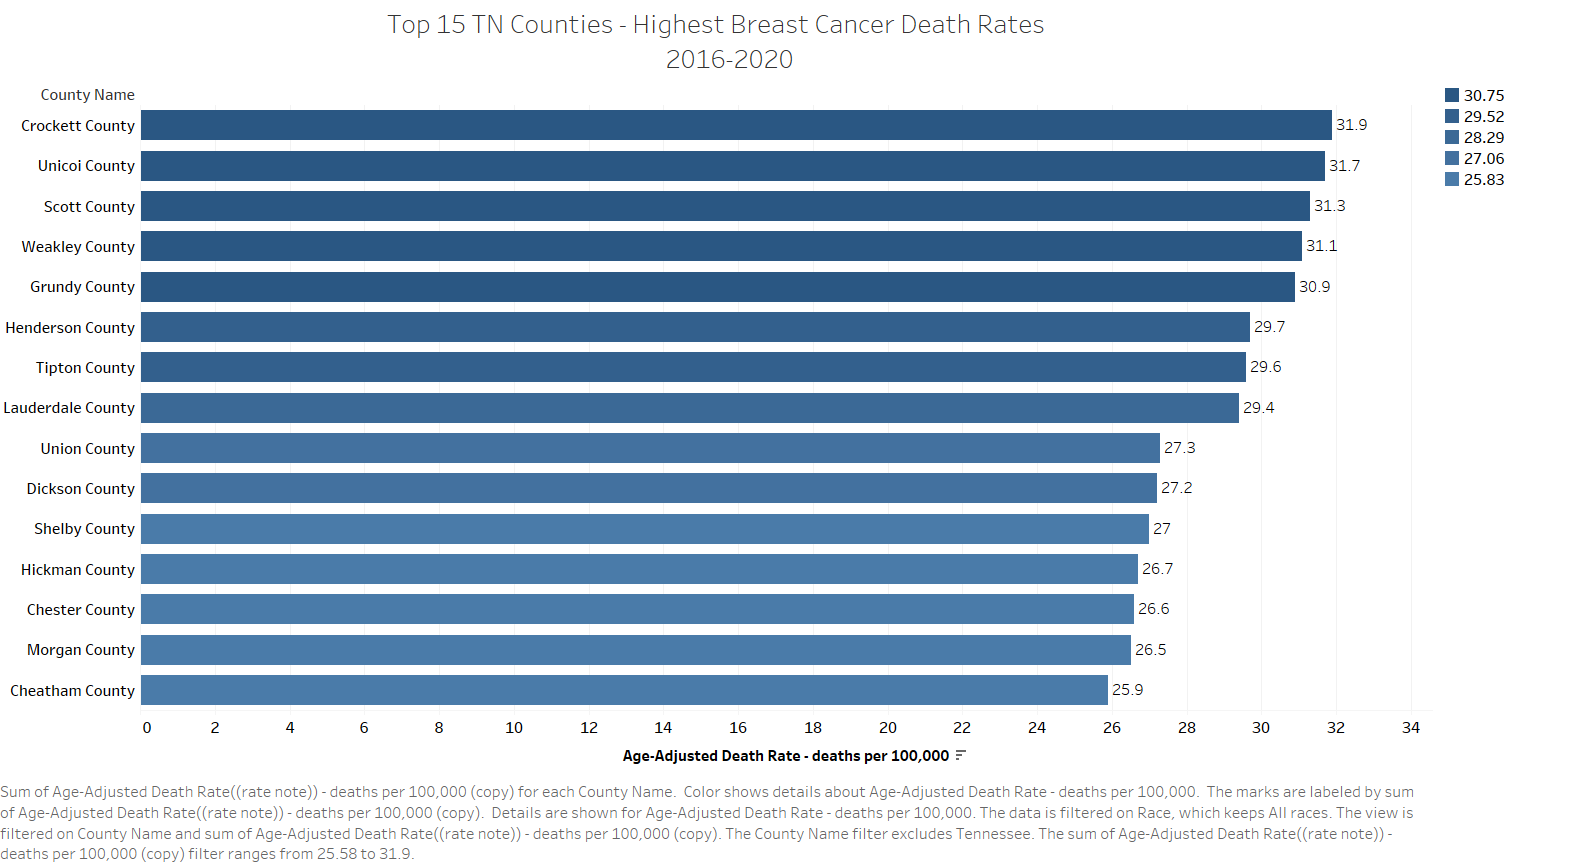 Top 15 TN Counties - Highest Breast Cancer Death Rates
2016-2020
County Name
Crockett County 31.9
Unicoi County 31.7
Scott County 31.3
Weakley County 31.1
Grundy County 30.9
Henderson County 29.7
Tipton County 29.6
Lauderdale County 29.4
Union County 27.3
Dickson County 27.2
Shelby County 27
Hickman County 26.7
Chester County 26.6
Morgan County 26.5
Cheatham County 25.9
0 2 4 6 8 10 12 14 16 18 20 22 24 26 28 30 32 34
Age-Adjusted Death Rate - deaths per 100,000
30.75
29.52
28.29
27.06
25.83
Sum of Age-Adjusted Death Rate((rate note)) - deaths per 100,000 (copy) for each County Name.  Color shows details about Age-Adjusted Death Rate - deaths per 100,000.  The marks are labeled by sum
of Age-Adjusted Death Rate((rate note)) - deaths per 100,000 (copy).  Details are shown for Age-Adjusted Death Rate - deaths per 100,000. The data is filtered on Race, which keeps All races. The view is
filtered on County Name and sum of Age-Adjusted Death Rate((rate note)) - deaths per 100,000 (copy). The County Name filter excludes Tennessee. The sum of Age-Adjusted Death Rate((rate note)) -
deaths per 100,000 (copy) filter ranges from 25.58 to 31.9.